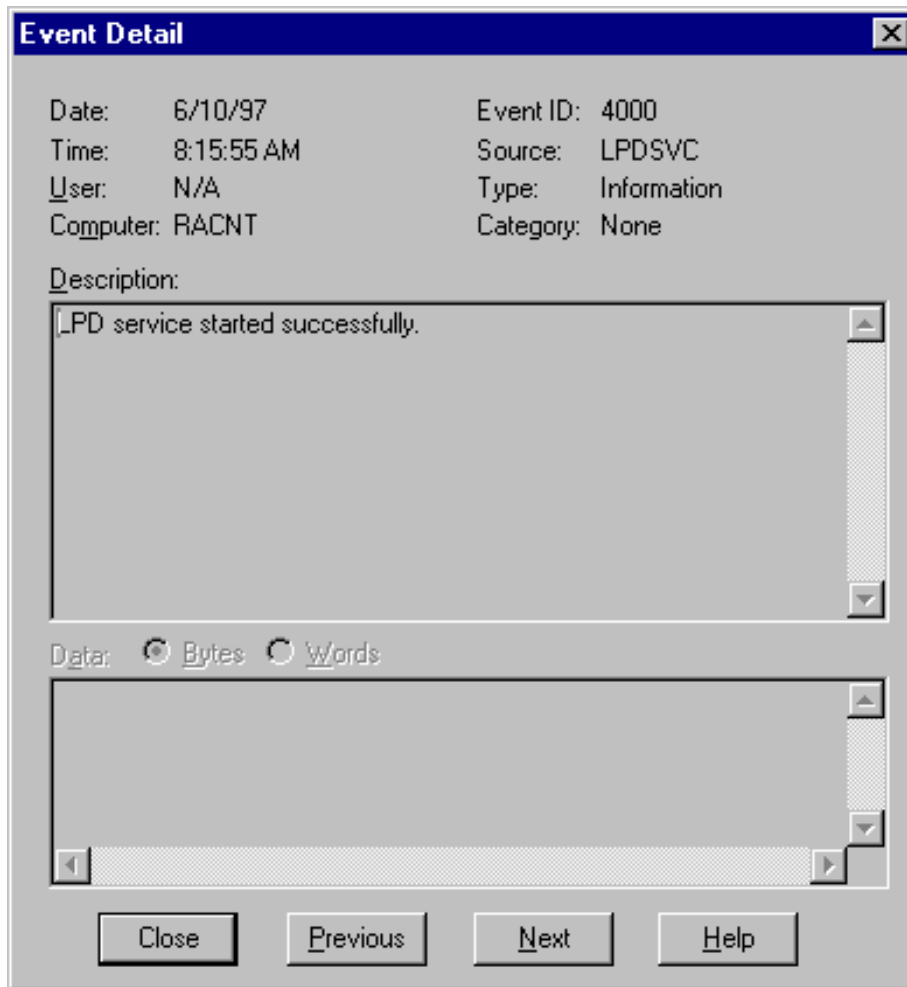 Event Detail
Date: 6/10/97 Event ID: 4000
Time: 8:15:55 AM Source: LPDSVC
User: N/A Type: Information
Computer: RACNT Category: None
Description:
LPD service started successfully.
Data: Bytes Words
Close Previous Next Help